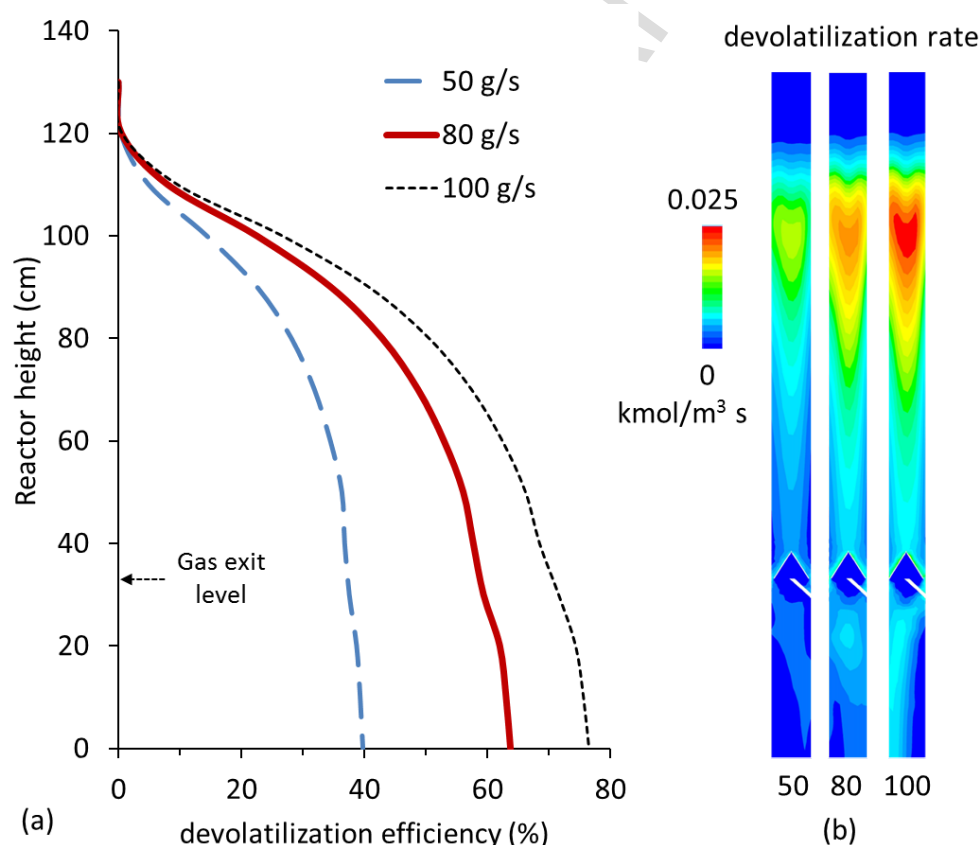 140
120
100
80
60
40
20
0
Reactor height (cm)
50 g/s
80 g/s
100 g/s
Gas exit
level
0
20
40
60
80
devolatilization efficiency (%)
(a)
devolatilization rate
0.025
0
kmol/m³ s
50
80
100
(b)